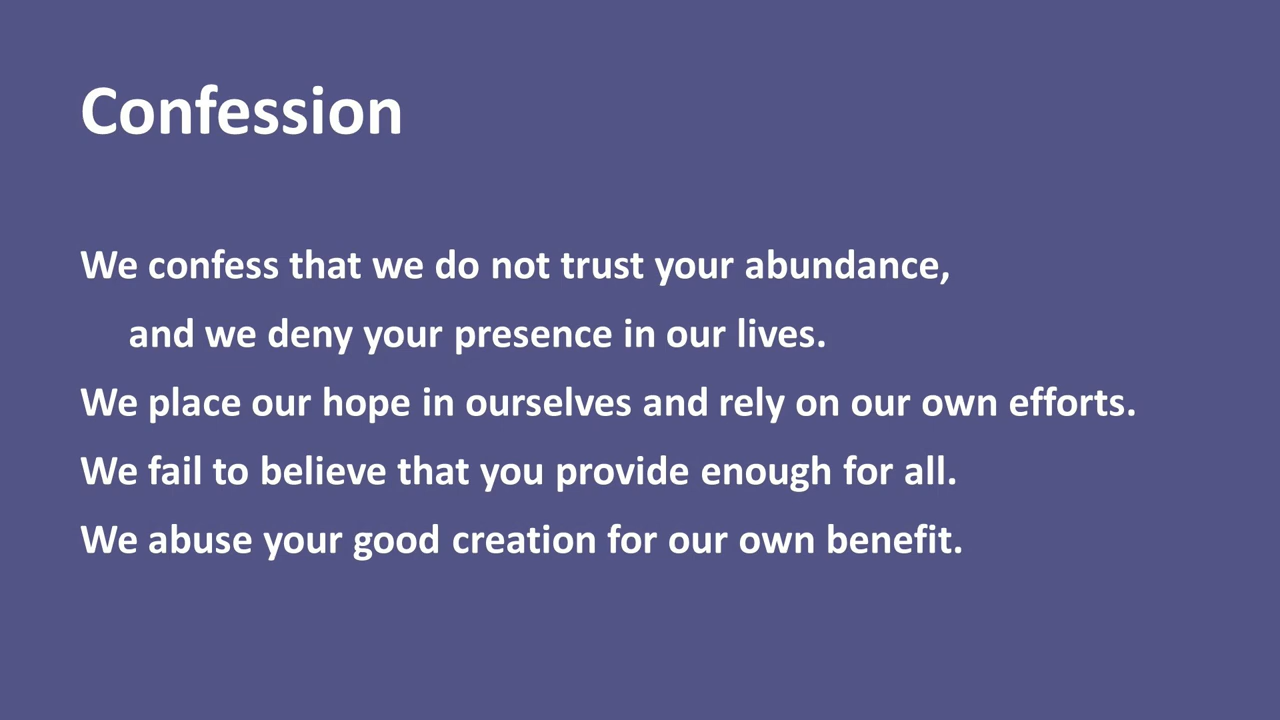 Confession
We confess that we do not trust your abundance,
and we deny your presence in our lives.
We place our hope in ourselves and rely on our own efforts.
We fail to believe that you provide enough for all.
We abuse your good creation for our own benefit.